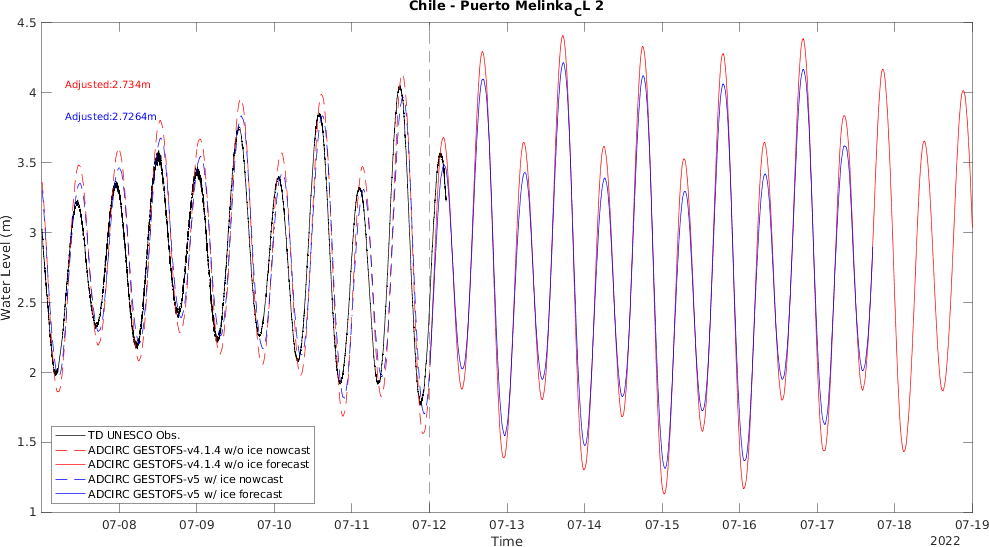 Chile - Puerto Melinka_CL 2
4.5
4
3.5
3
2.5
2
1.5
1
Water Level (m)
Adjusted:2.734m
Adjusted:2.7264m
TD UNESCO Obs.
ADCIRC GESTOFS-v4.1.4 w/o ice nowcast
ADCIRC GESTOFS-v4.1.4 w/o ice forecast
ADCIRC GESTOFS-v5 w/ ice nowcast
ADCIRC GESTOFS-v5 w/ ice forecast
07-08 07-09 07-10 07-11 07-12 07-13 07-14 07-15 07-16 07-17 07-18 07-19
Time
2022